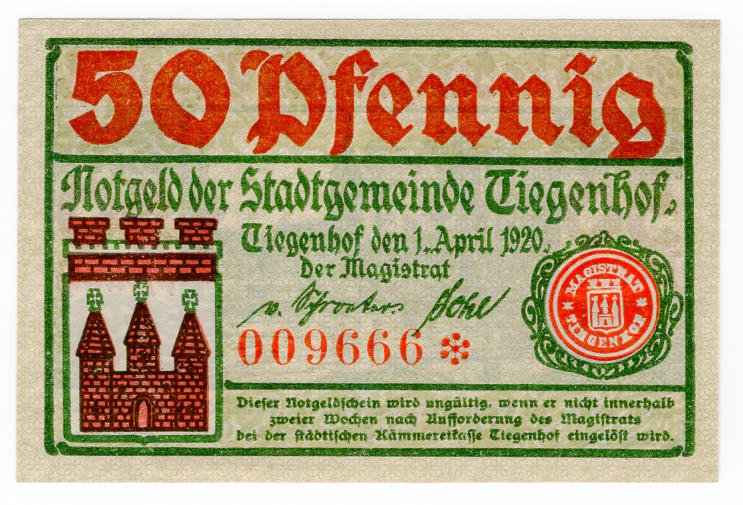 50 Pfennig
Notgeld der Stadtgemeinde Tiegenhof.
Tiegenhof den 1. April 1920.
Der Magistrat
009666
MAGISTRAT
TIEGENHOF
Dieser Notgeldschein wird ungültig, wenn er nicht innerhalb
zweier Wochen nach Aufforderung des Magistrats
bei der städtischen Kämmereikasse Tiegenhof eingelöst wird.